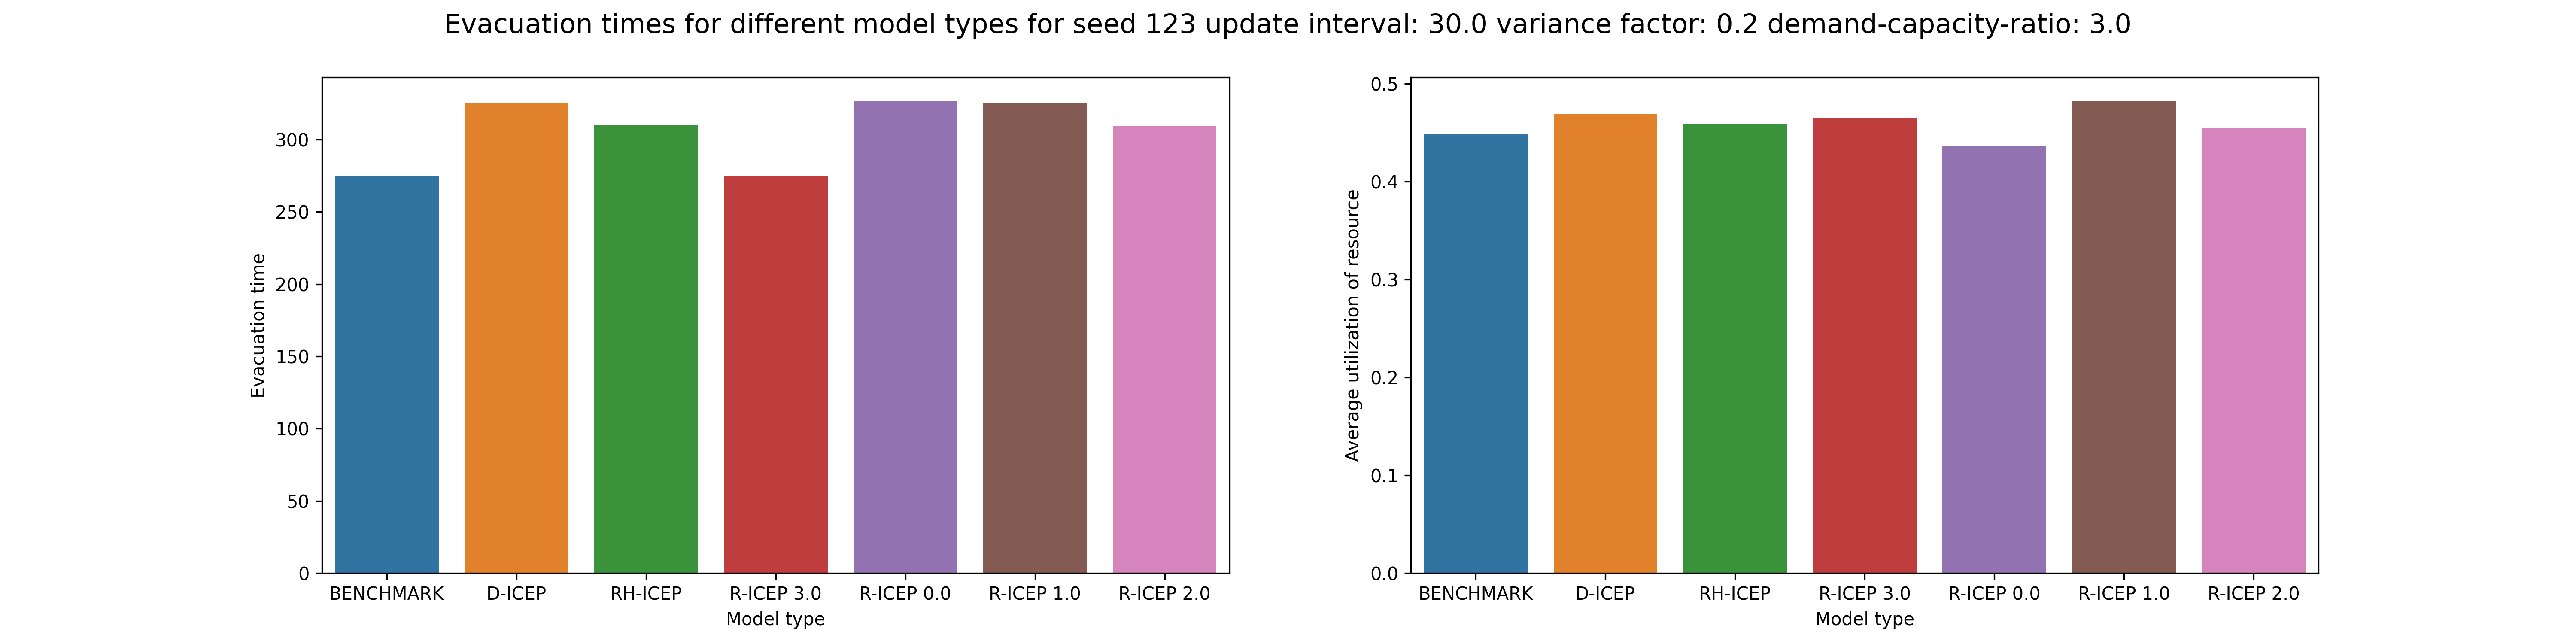 Evacuation times for different model types for seed 123 update interval: 30.0 variance factor: 0.2 demand-capacity-ratio: 3.0
Evacuation time
300
250
200
150
100
50
0
BENCHMARK D-ICEP RH-ICEP R-ICEP 3.0 R-ICEP 0.0 R-ICEP 1.0 R-ICEP 2.0
Model type
Average utilization of resource
0.5
0.4
0.3
0.2
0.1
0.0
BENCHMARK D-ICEP RH-ICEP R-ICEP 3.0 R-ICEP 0.0 R-ICEP 1.0 R-ICEP 2.0
Model type